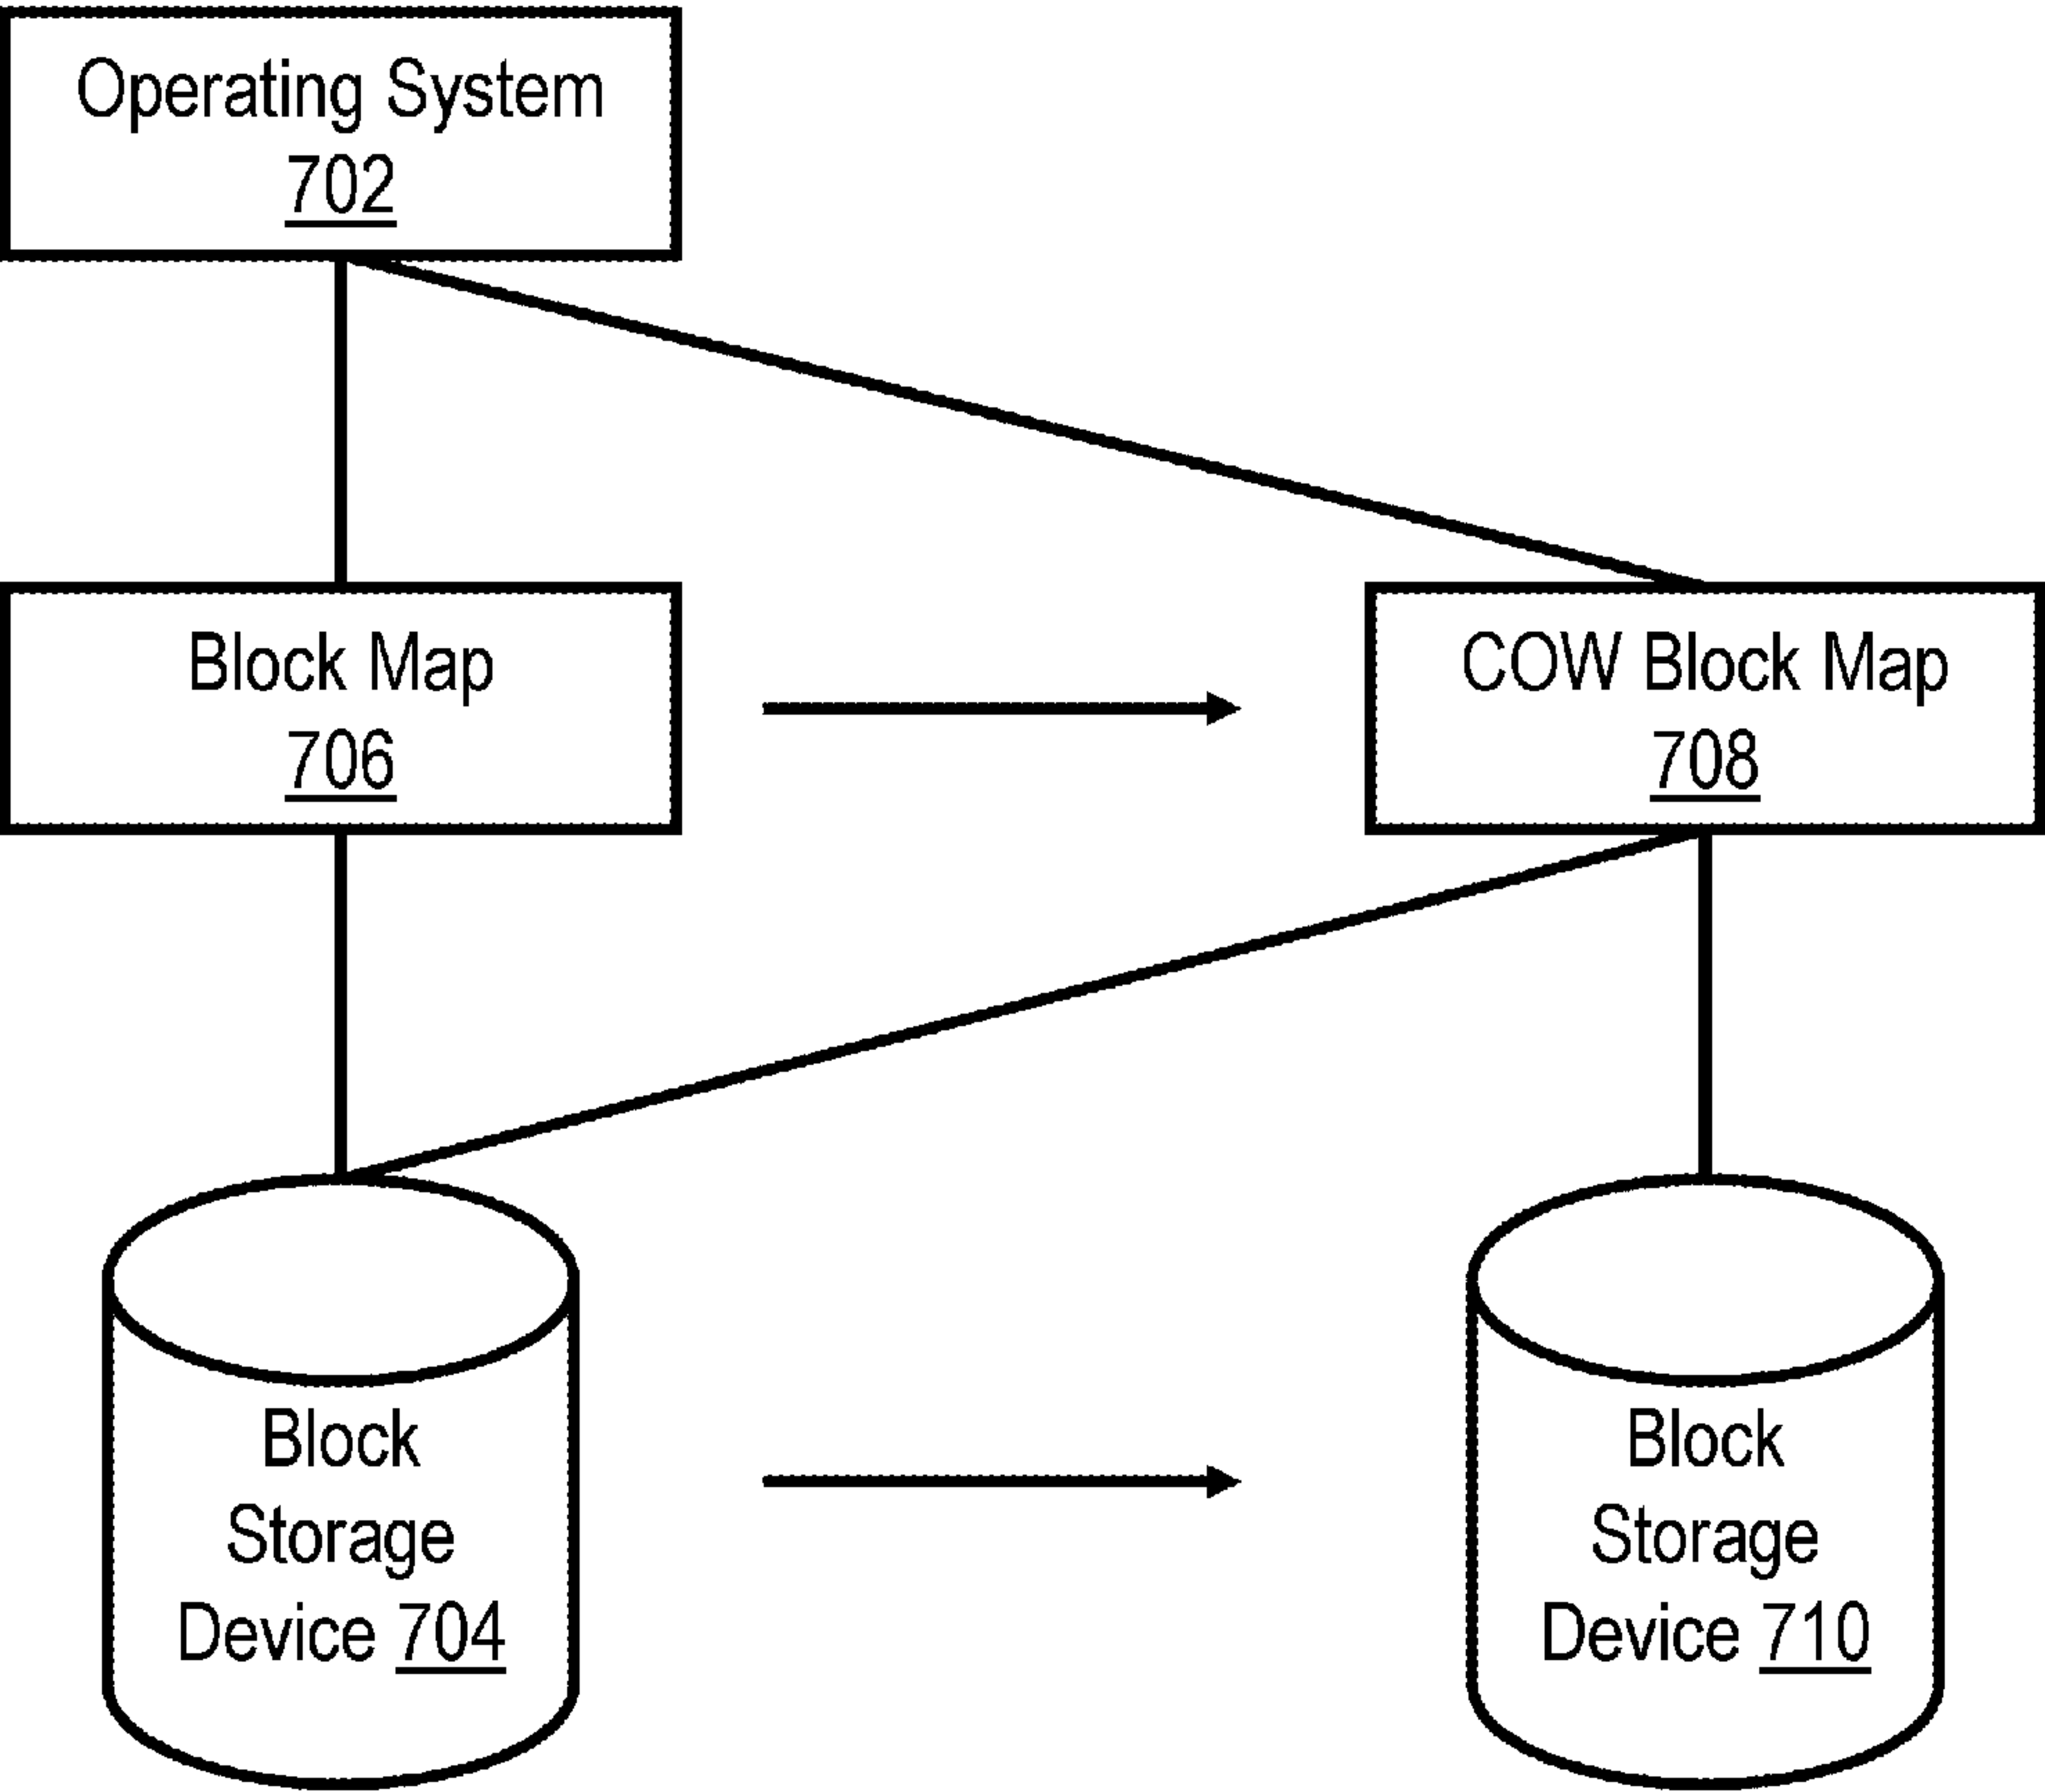 Operating System
702
Block Map
706
COW Block Map
708
Block
Storage
Device 704
Block
Storage
Device 710